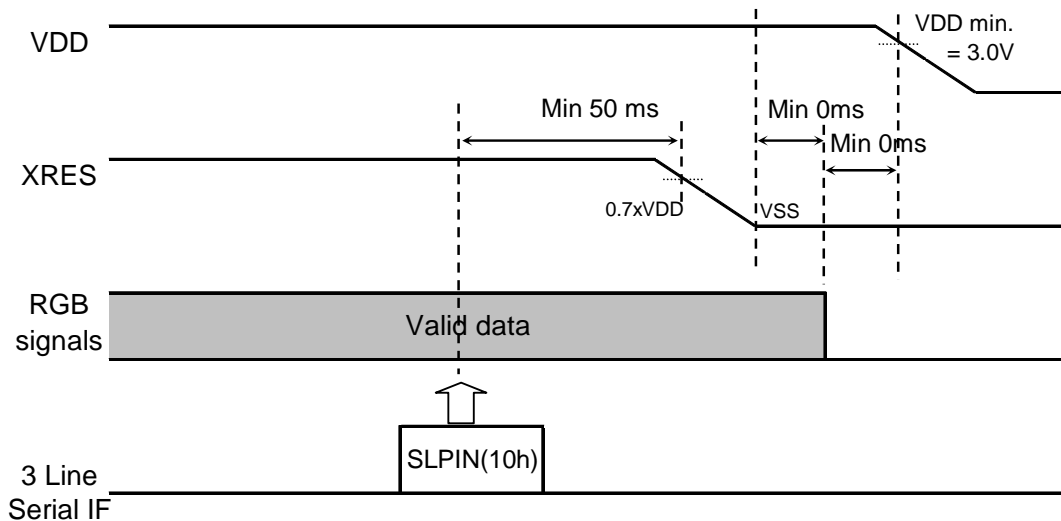 VDD
VDD min.
= 3.0V
Min 50 ms
Min 0ms
Min 0ms
XRES
0.7xVDD
VSS
RGB
signals
Valid data
SLPIN(10h)
3 Line
Serial IF